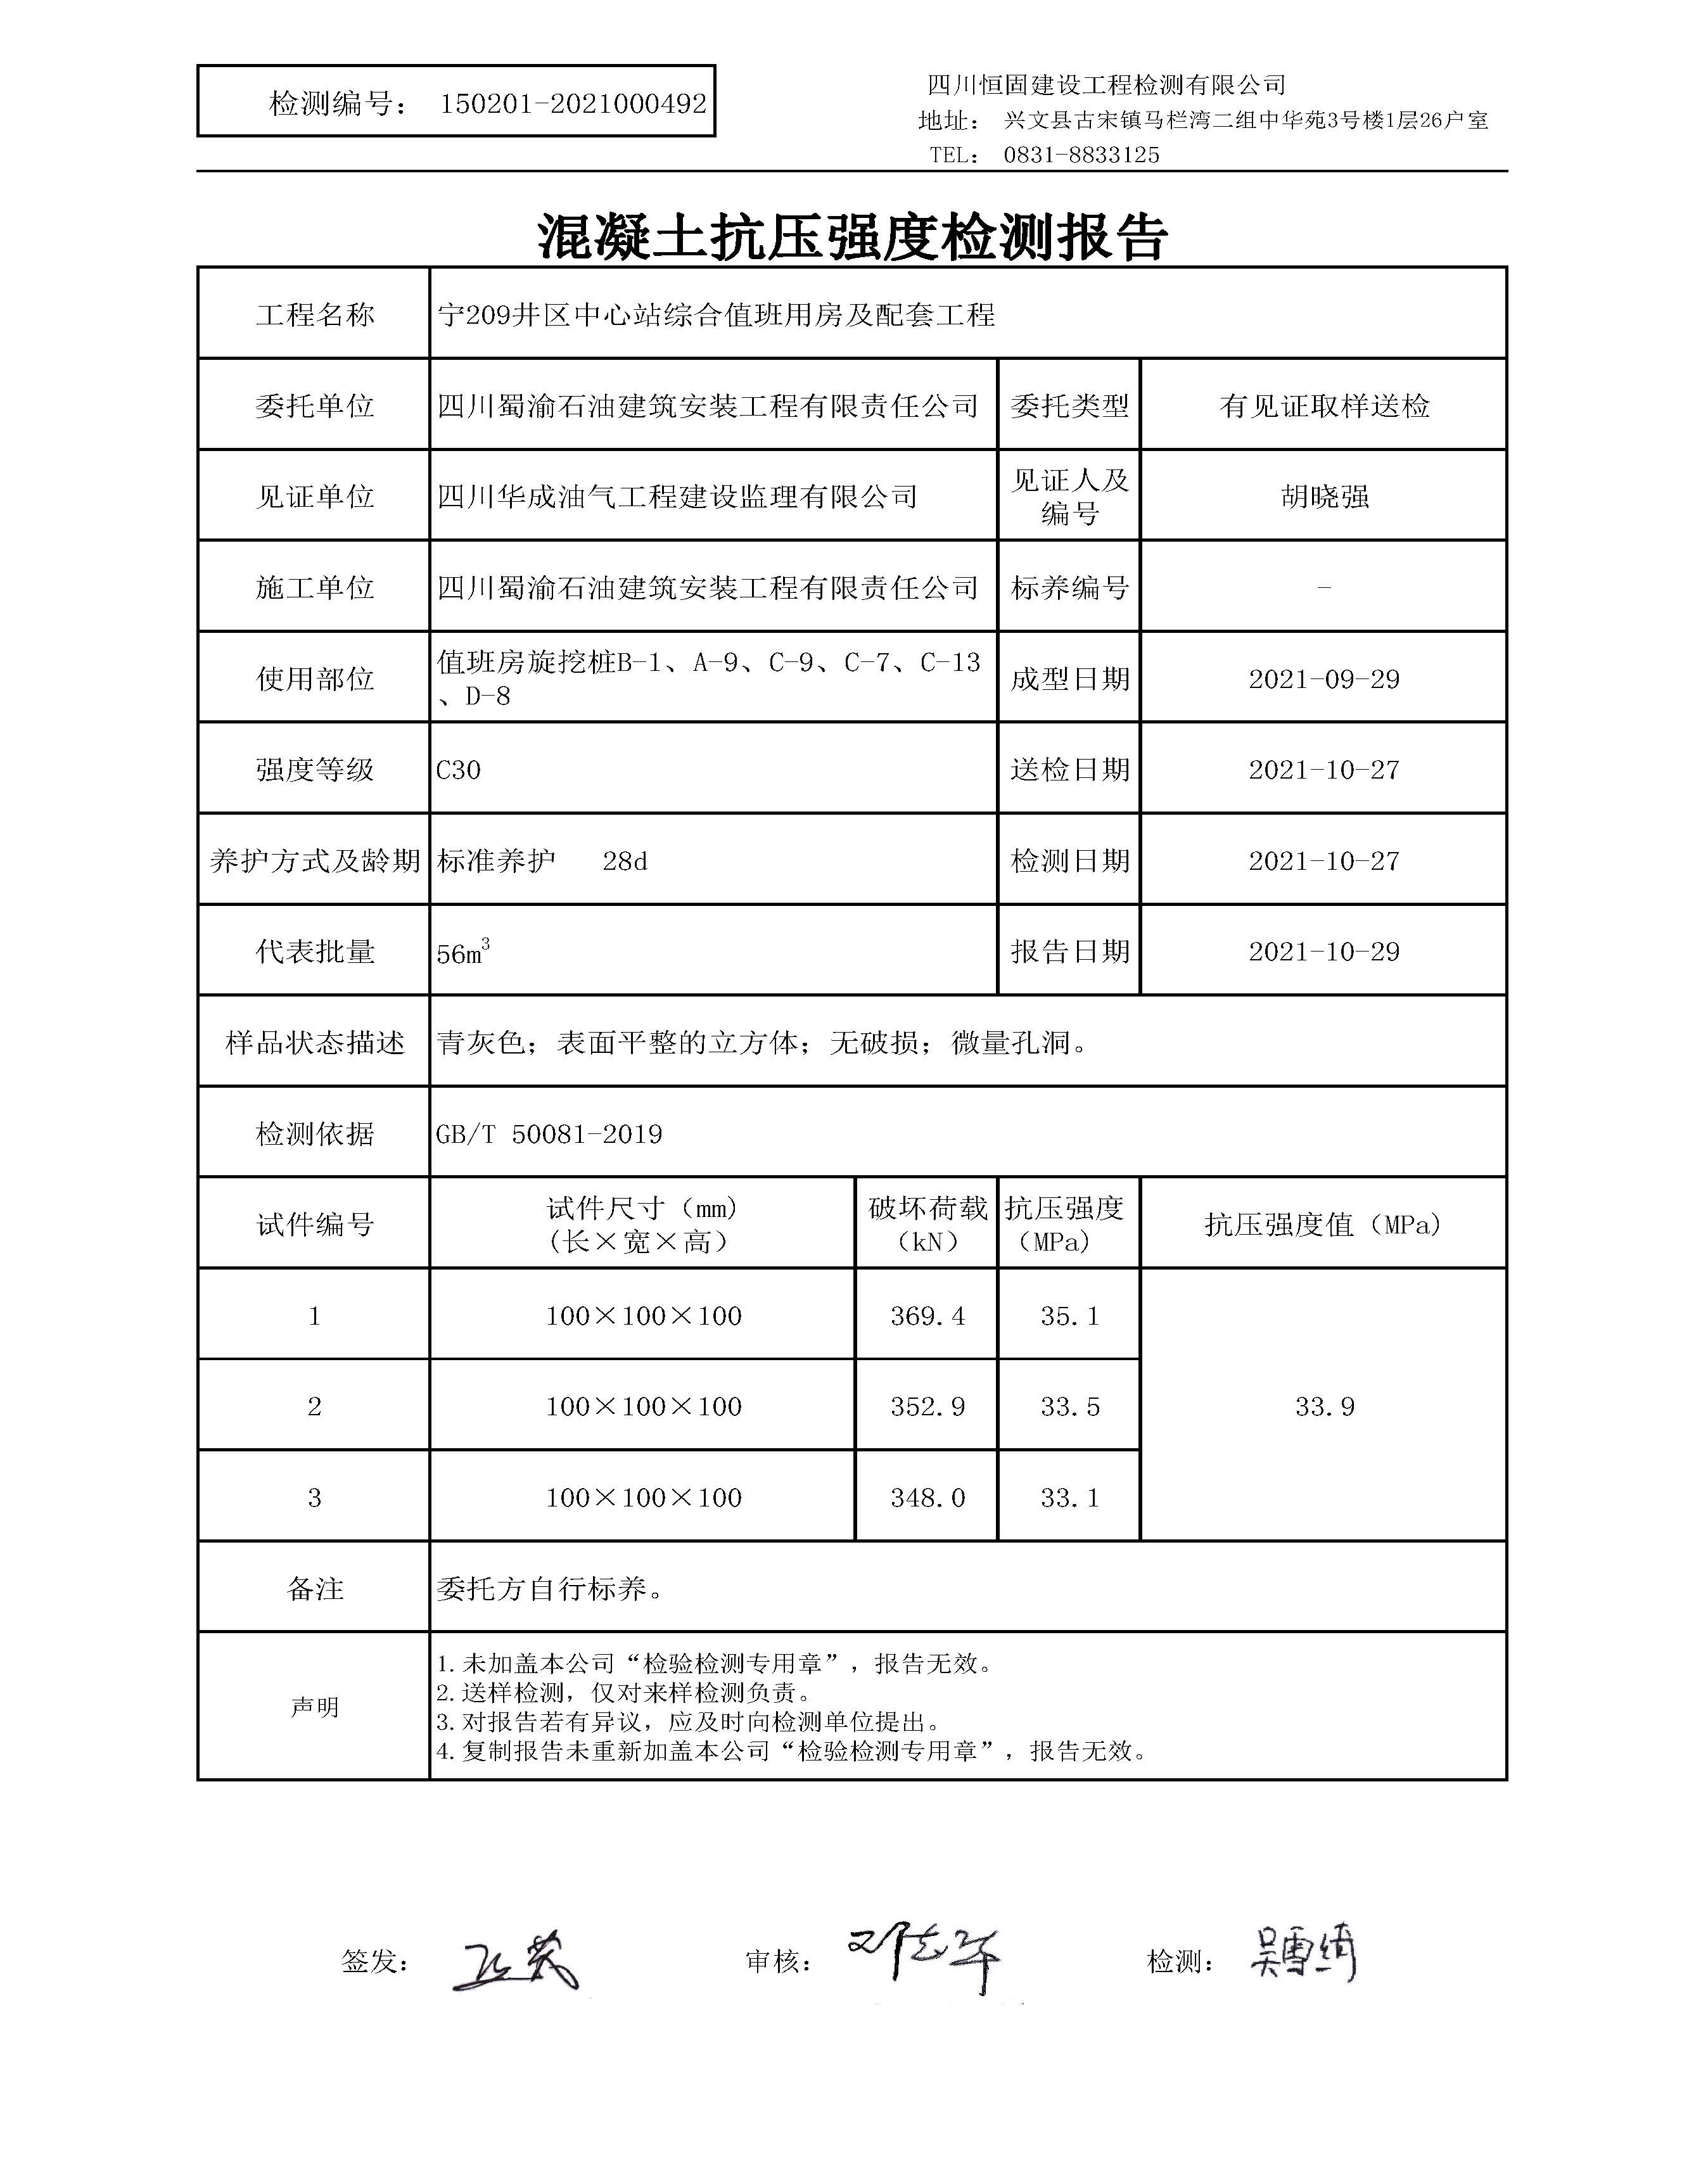 检测编号： 150201-2021000492
四川恒固建设工程检测有限公司
地址： 兴文县古宋镇马栏湾二组中华苑3号楼1层26户室
TEL： 0831-8833125
混凝土抗压强度检测报告
工程名称 宁209井区中心站综合值班用房及配套工程
委托单位 四川蜀渝石油建筑安装工程有限责任公司 委托类型 有见证取样送检
见证单位 四川华成油气工程建设监理有限公司 见证人及编号 胡晓强
施工单位 四川蜀渝石油建筑安装工程有限责任公司 标养编号 -
使用部位 值班房旋挖桩B-1、A-9、C-9、C-7、C-13
、D-8 成型日期 2021-09-29
强度等级 C30 送检日期 2021-10-27
养护方式及龄期 标准养护 28d 检测日期 2021-10-27
代表批量 56m³ 报告日期 2021-10-29
样品状态描述 青灰色；表面平整的立方体；无破损；微量孔洞。
检测依据 GB/T 50081-2019
试件编号 试件尺寸（mm） 破坏荷载 抗压强度 抗压强度值（MPa）
（长×宽×高） （kN） （MPa）
1 100×100×100 369.4 35.1
2 100×100×100 352.9 33.5 33.9
3 100×100×100 348.0 33.1
备注 委托方自行标养。
声明
1.未加盖本公司“检验检测专用章”，报告无效。
2.送样检测，仅对来样检测负责。
3.对报告若有异议，应及时向检测单位提出。
4.复制报告未重新加盖本公司“检验检测专用章”，报告无效。
签发： 审核： 邓志华 检测： 吴雪绮